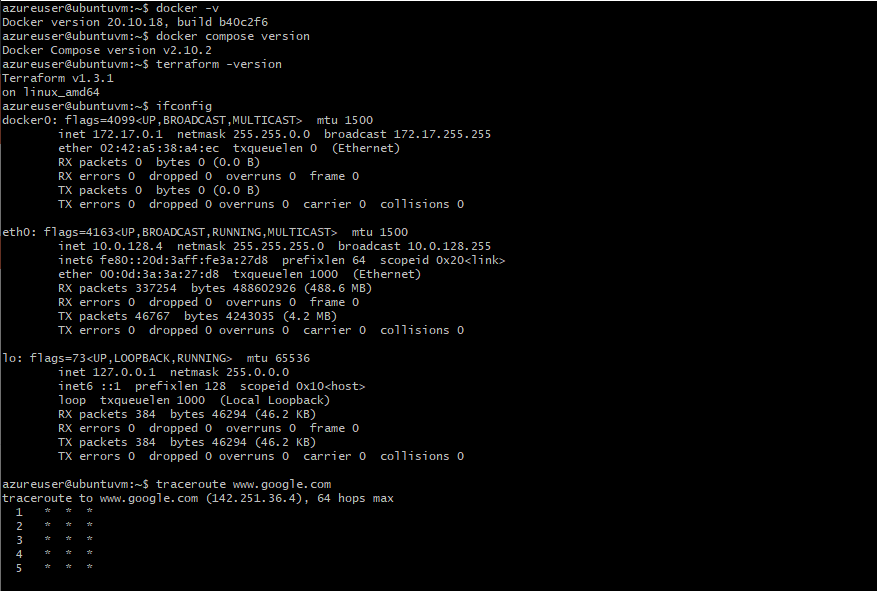 azureuser@ubuntuvm:~$ docker -v
Docker version 20.10.18, build b40c2f6
azureuser@ubuntuvm:~$ docker compose version
Docker Compose version v2.10.2
azureuser@ubuntuvm:~$ terraform -version
Terraform v1.3.1
on linux_amd64
azureuser@ubuntuvm:~$ ifconfig
docker0: flags=4099<UP,BROADCAST,MULTICAST>  mtu 1500
        inet 172.17.0.1  netmask 255.255.0.0  broadcast 172.17.255.255
        ether 02:42:a5:38:a4:ec  txqueuelen 0  (Ethernet)
        RX packets 0  bytes 0 (0.0 B)
        RX errors 0  dropped 0  overruns 0  frame 0
        TX packets 0  bytes 0 (0.0 B)
        TX errors 0  dropped 0 overruns 0  carrier 0  collisions 0

eth0: flags=4163<UP,BROADCAST,RUNNING,MULTICAST>  mtu 1500
        inet 10.0.128.4  netmask 255.255.255.0  broadcast 10.0.128.255
        inet6 fe80::20d:3aff:fe3a:27d8  prefixlen 64  scopeid 0x20<link>
        ether 00:0d:3a:3a:27:d8  txqueuelen 1000  (Ethernet)
        RX packets 337254  bytes 488602926 (488.6 MB)
        RX errors 0  dropped 0  overruns 0  frame 0
        TX packets 46767  bytes 4243035 (4.2 MB)
        TX errors 0  dropped 0 overruns 0  carrier 0  collisions 0

lo: flags=73<UP,LOOPBACK,RUNNING>  mtu 65536
        inet 127.0.0.1  netmask 255.0.0.0
        inet6 ::1  prefixlen 128  scopeid 0x10<host>
        loop  txqueuelen 1000  (Local Loopback)
        RX packets 384  bytes 46294 (46.2 KB)
        RX errors 0  dropped 0  overruns 0  frame 0
        TX packets 384  bytes 46294 (46.2 KB)
        TX errors 0  dropped 0 overruns 0  carrier 0  collisions 0

azureuser@ubuntuvm:~$ traceroute www.google.com
traceroute to www.google.com (142.251.36.4), 64 hops max
  1   *  *  *
  2   *  *  *
  3   *  *  *
  4   *  *  *
  5   *  *  *